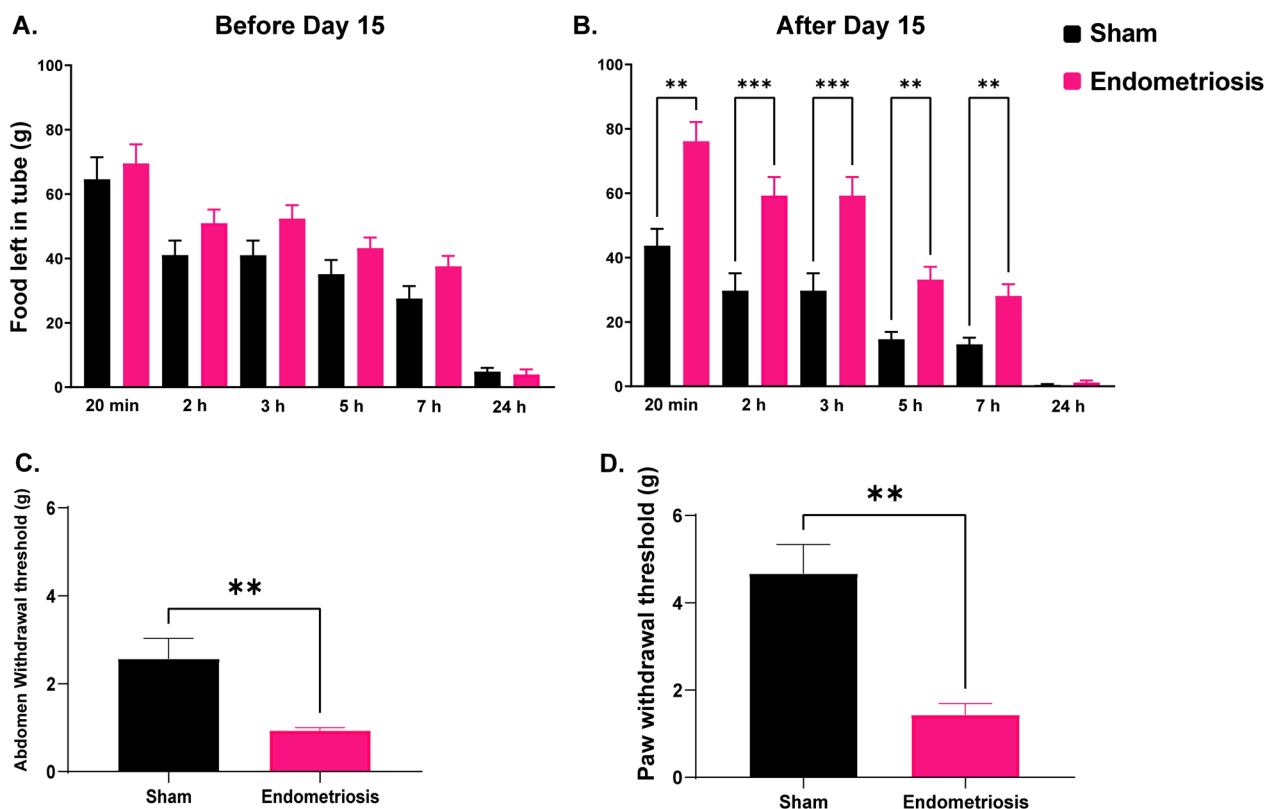 A. Before Day 15
B. After Day 15
Sham
Endometriosis
Food left in tube (g)
100
80
60
40
20
0
20 min 2 h 3 h 5 h 7 h 24 h
100
80
60
40
20
0
** *** *** ** **
20 min 2 h 3 h 5 h 7 h 24 h
C.
Abdomen Withdrawal threshold (g)
6
4
2
0
**
Sham Endometriosis
D.
Paw withdrawal threshold (g)
6
4
2
0
**
Sham Endometriosis